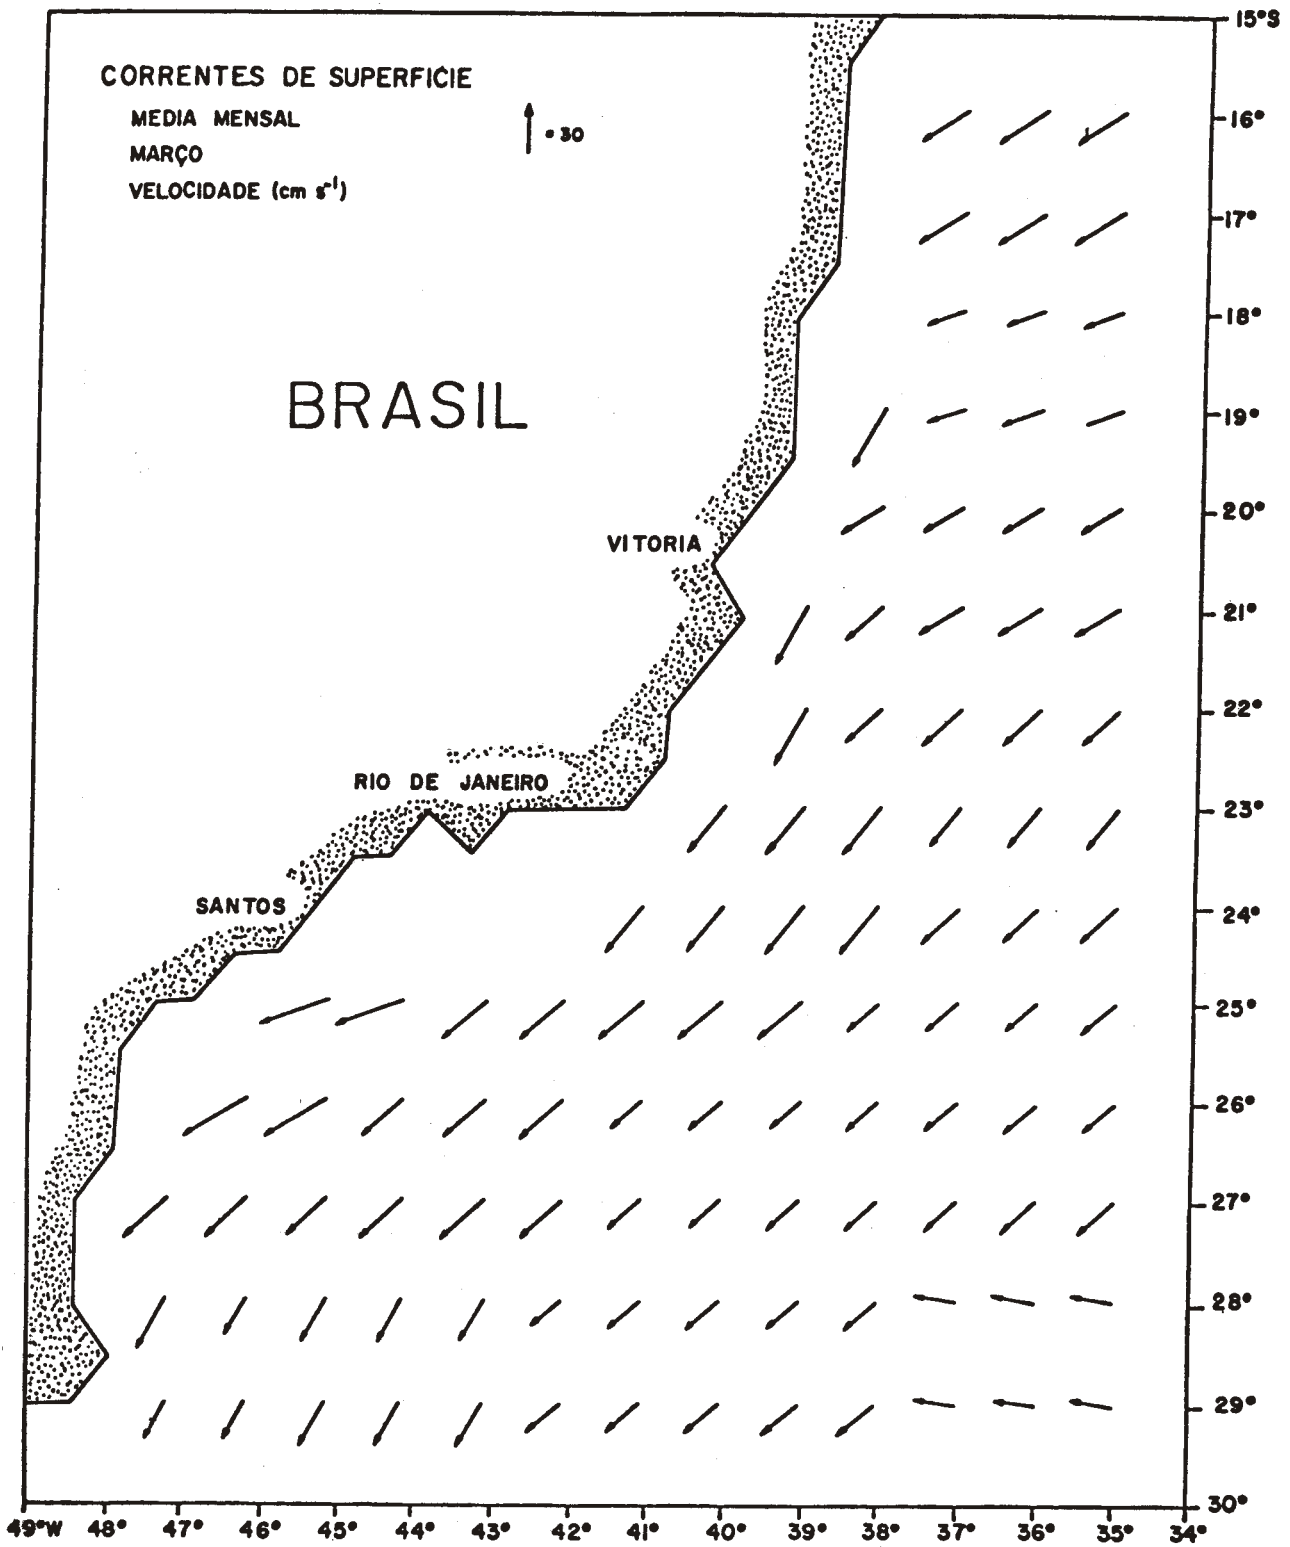 CORRENTES DE SUPERFICIE
MEDIA MENSAL
MARÇO
VELOCIDADE (cm s⁻¹)
= 30
BRASIL
VITORIA
RIO DE JANEIRO
SANTOS
15°S
16°
17°
18°
19°
20°
21°
22°
23°
24°
25°
26°
27°
28°
29°
30°
49°W 48° 47° 46° 45° 44° 43° 42° 41° 40° 39° 38° 37° 36° 35° 34°